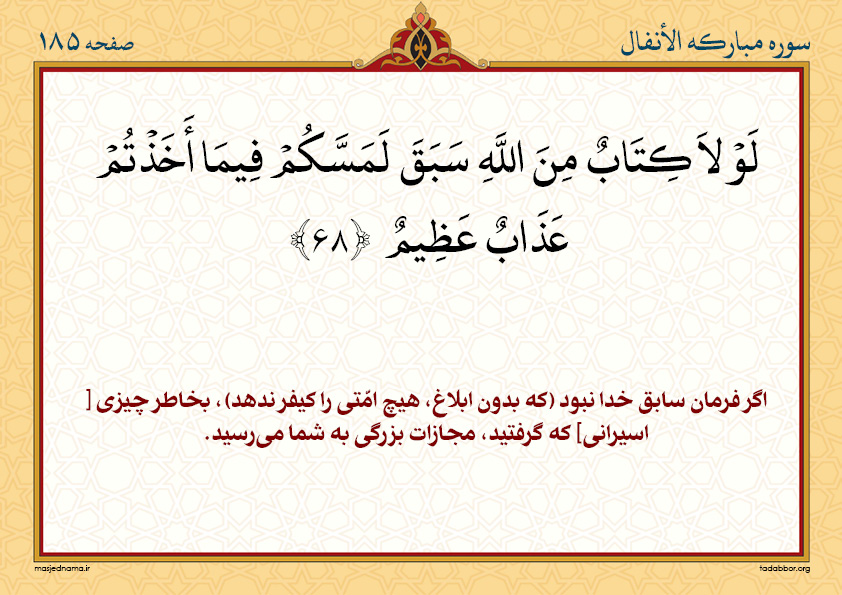 سوره مبارکه الأنفال
صفحه ۱۸۵
لَوْلاَ كِتَابٌ مِنَ اللَّهِ سَبَقَ لَمَسَّكُمْ فِيمَا أَخَذْتُمْ
عَذَابٌ عَظِيمٌ ﴿۶۸﴾
اگر فرمان سابق خدا نبود (که بدون ابلاغ، هیچ امّتی را کیفر ندهد)، بخاطر چیزی [
اسیرانی] که گرفتید، مجازات بزرگی به شما می‌رسید.
masjednama.ir
tadabbor.org